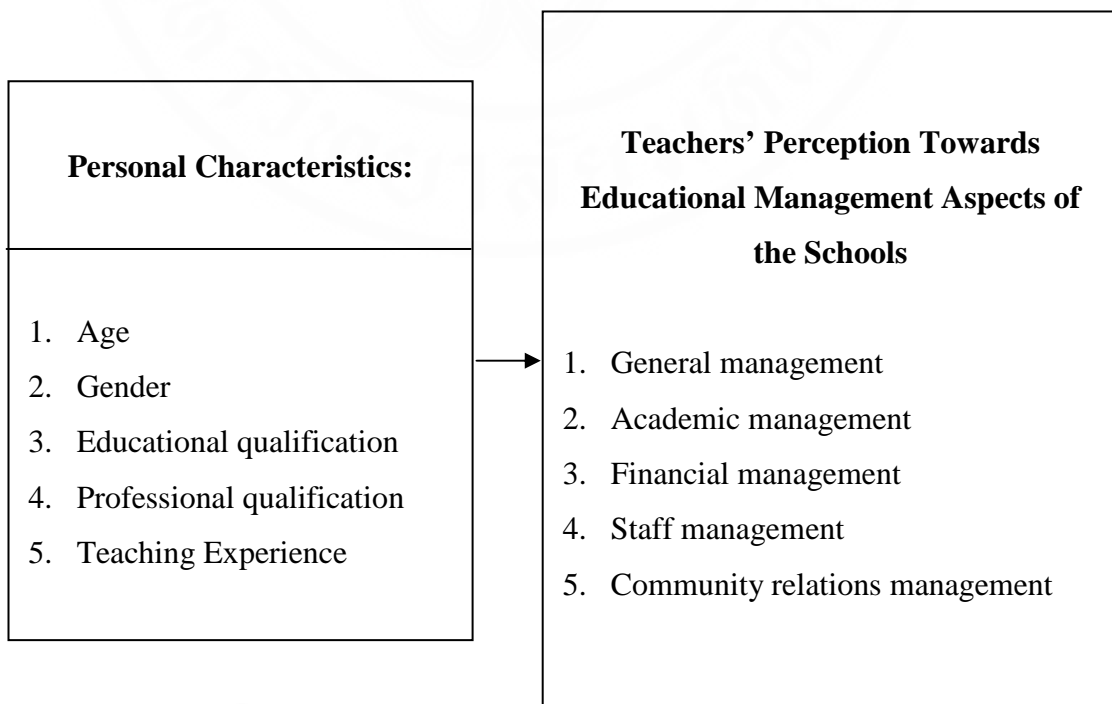 Personal Characteristics:
1. Age
2. Gender
3. Educational qualification
4. Professional qualification
5. Teaching Experience
Teachers’ Perception Towards
Educational Management Aspects of
the Schools
1. General management
2. Academic management
3. Financial management
4. Staff management
5. Community relations management